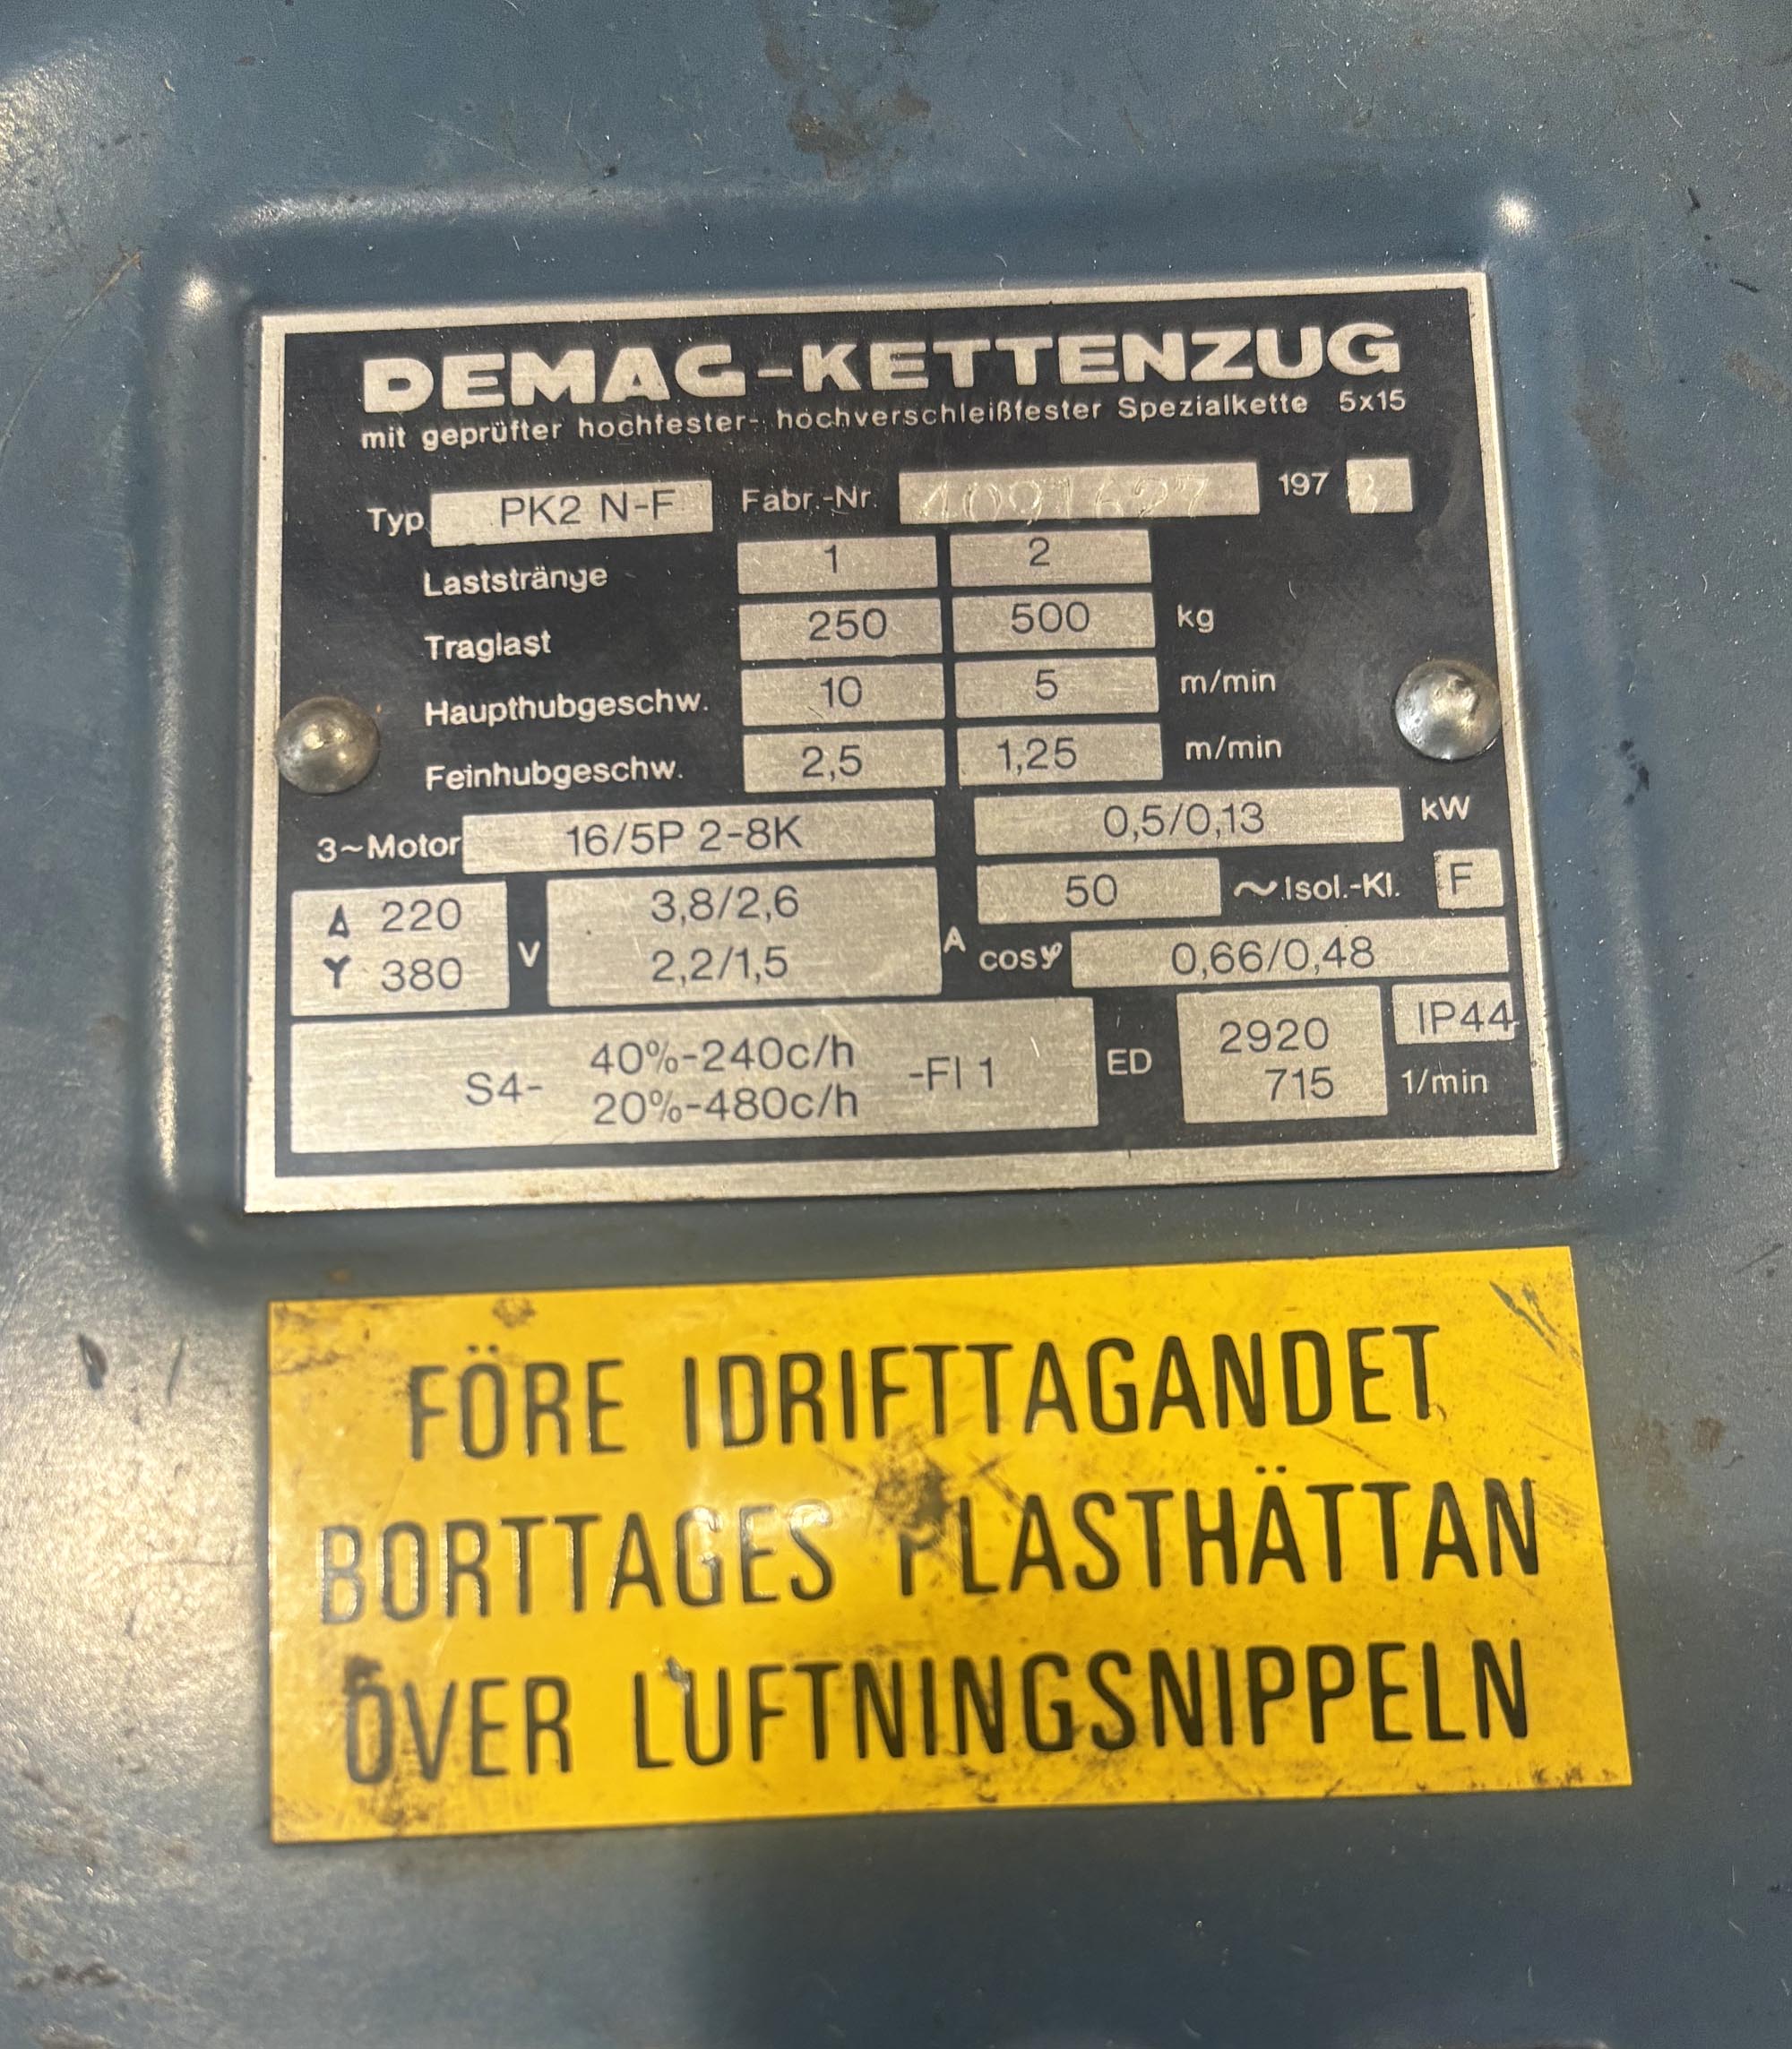 DEMAG-KETTENZUG
mit geprüfter hochfester- hochverschleißfester Spezialkette 5x15
Typ PK2 N-F Fabr.-Nr. 4091627 197
Laststränge 1 2
Traglast 250 500 kg
Haupthubgeschw. 10 5 m/min
Feinhubgeschw. 2,5 1,25 m/min
3~Motor 16/5P 2-8K 0,5/0,13 kW
Δ 220 V 3,8/2,6 A 50 ~ Isol.-Kl. F
Y 380 2,2/1,5 cosφ 0,66/0,48
S4- 40%-240c/h -FI 1 ED 2920 IP44
20%-480c/h 715 1/min
FÖRE IDRIFTTAGANDET
BORTTAGES PLASTHÄTTAN
ÖVER LUFTNINGSNIPPELN